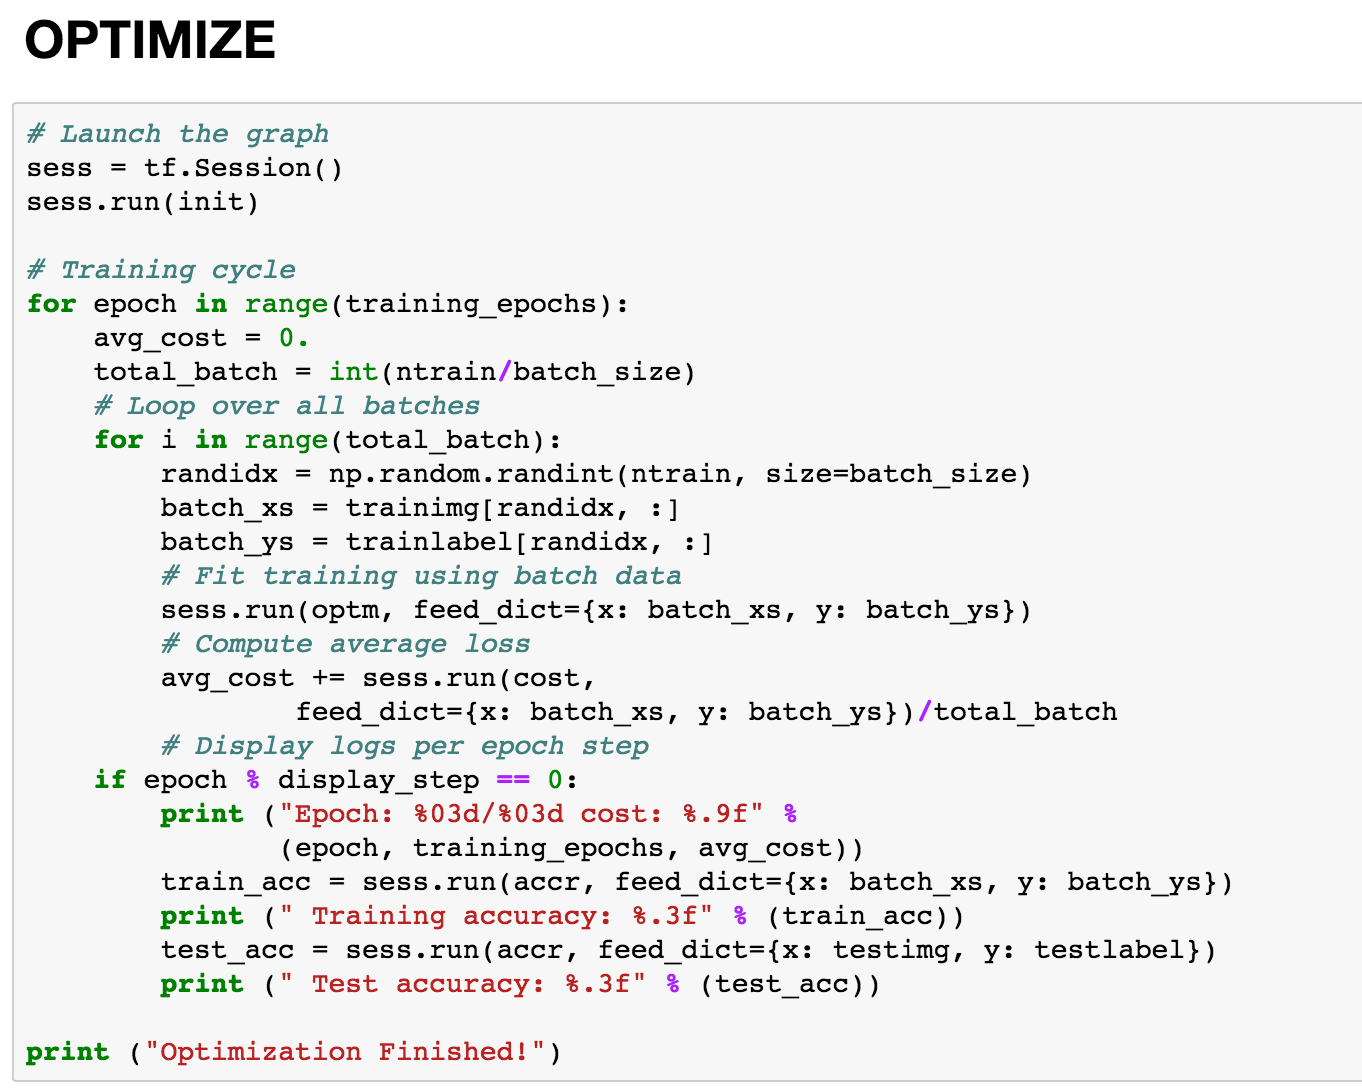 OPTIMIZE
# Launch the graph
sess = tf.Session()
sess.run(init)

# Training cycle
for epoch in range(training_epochs):
    avg_cost = 0.
    total_batch = int(ntrain/batch_size)
    # Loop over all batches
    for i in range(total_batch):
        randidx = np.random.randint(ntrain, size=batch_size)
        batch_xs = trainimg[randidx, :]
        batch_ys = trainlabel[randidx, :]
        # Fit training using batch data
        sess.run(optm, feed_dict={x: batch_xs, y: batch_ys})
        # Compute average loss
        avg_cost += sess.run(cost,
                feed_dict={x: batch_xs, y: batch_ys})/total_batch
        # Display logs per epoch step
    if epoch % display_step == 0:
        print ("Epoch: %03d/%03d cost: %.9f" %
               (epoch, training_epochs, avg_cost))
        train_acc = sess.run(accr, feed_dict={x: batch_xs, y: batch_ys})
        print (" Training accuracy: %.3f" % (train_acc))
        test_acc = sess.run(accr, feed_dict={x: testimg, y: testlabel})
        print (" Test accuracy: %.3f" % (test_acc))

print ("Optimization Finished!")